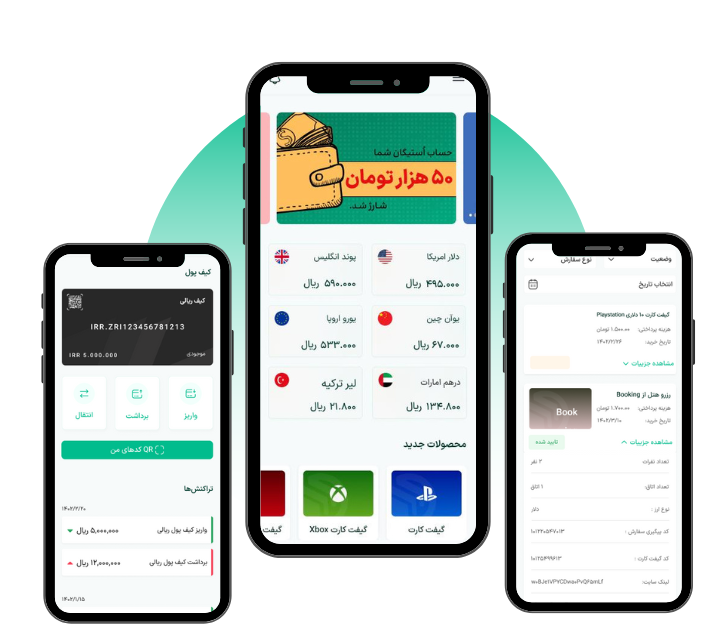 کیف پول
کیف ریالی
IRR.ZRI123456781213
موجودی
IRR 5.000.000
واریز
برداشت
انتقال
QR کدهای من
تراکنش‌ها
۱۴۰۲/۲/۲۰
واریز کیف پول ریالی
۵,۰۰۰,۰۰۰ ریال
برداشت کیف پول ریالی
۱۲,۰۰۰,۰۰۰ ریال
۱۴۰۲/۱/۱۵
حساب اُستیکان شما
۵۰ هزار تومان
شارژ شد.
دلار امریکا
۴۹۵.۰۰۰ ریال
پوند انگلیس
۵۹۰.۰۰۰ ریال
یوآن چین
۶۷.۰۰۰ ریال
یورو اروپا
۵۳۳.۰۰۰ ریال
درهم امارات
۱۳۴.۸۰۰ ریال
لیر ترکیه
۲۱.۸۰۰ ریال
محصولات جدید
گیفت کارت
گیفت کارت Xbox
گیفت
وضعیت
نوع سفارش
انتخاب تاریخ
گیفت کارت ۱۰ دلاری Playstation
هزینه پرداختی:
۱.۵۰۰.۰۰۰ تومان
تاریخ خرید:
۱۴۰۲/۲/۲۶
مشاهده جزییات
رزرو هتل از Booking
Book
هزینه پرداختی:
۱.۷۰۰.۰۰۰ تومان
تاریخ خرید:
۱۴۰۲/۳/۱۰
مشاهده جزییات
تایید شده
تعداد نفرات:
۲ نفر
تعداد اتاق:
۱ اتاق
نوع ارز :
دلار
کد پیگیری سفارش :
کد گیفت کارت :
لینک سایت: